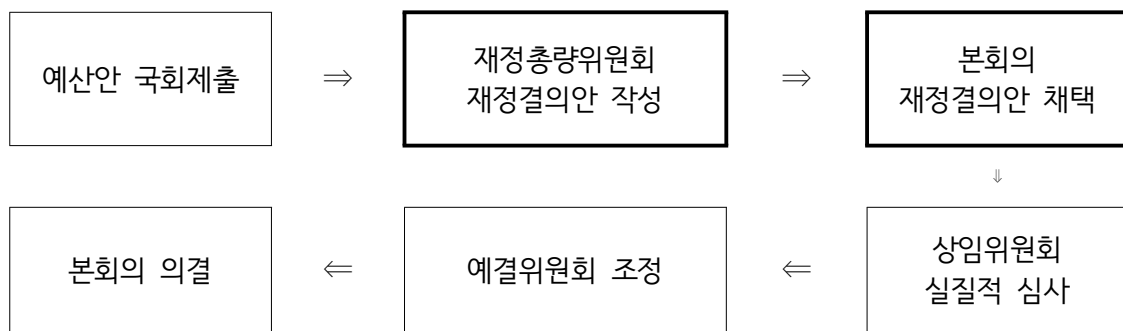 예산안 국회제출
⇒
재정총량위원회
재정결의안 작성
⇒
본회의
재정결의안 채택
⇓
상임위원회
실질적 심사
⇐
예결위원회 조정
⇐
본회의 의결